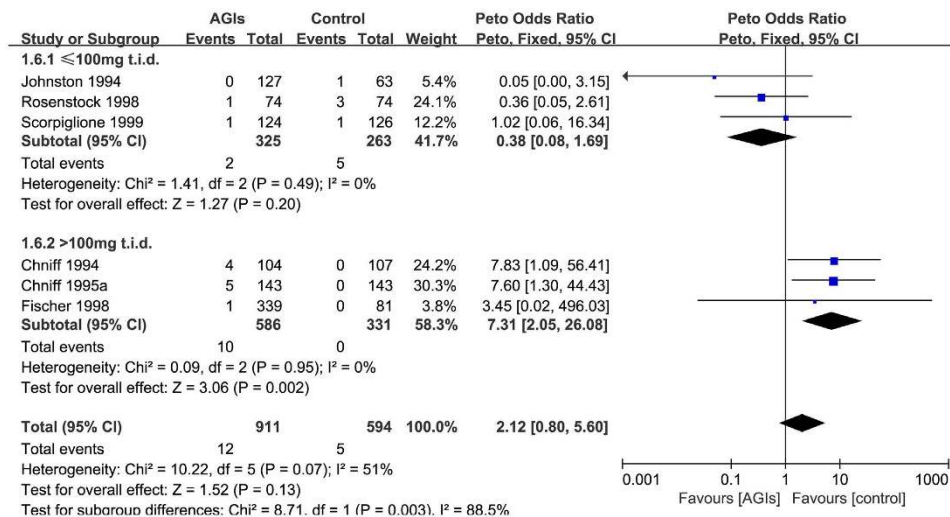 AGIs Control Peto Odds Ratio Peto Odds Ratio
Study or Subgroup Events Total Events Total Weight Peto, Fixed, 95% CI Peto, Fixed, 95% CI
1.6.1 ≤100mg t.i.d.
Johnston 1994 0 127 1 63 5.4% 0.05 [0.00, 3.15]
Rosenstock 1998 1 74 3 74 24.1% 0.36 [0.05, 2.61]
Scorpiglione 1999 1 124 1 126 12.2% 1.02 [0.06, 16.34]
Subtotal (95% CI) 325 263 41.7% 0.38 [0.08, 1.69]
Total events 2 5
Heterogeneity: Chi² = 1.41, df = 2 (P = 0.49); I² = 0%
Test for overall effect: Z = 1.27 (P = 0.20)
1.6.2 >100mg t.i.d.
Chniff 1994 4 104 0 107 24.2% 7.83 [1.09, 56.41]
Chniff 1995a 5 143 0 143 30.3% 7.60 [1.30, 44.43]
Fischer 1998 1 339 0 81 3.8% 3.45 [0.02, 496.03]
Subtotal (95% CI) 586 331 58.3% 7.31 [2.05, 26.08]
Total events 10 0
Heterogeneity: Chi² = 0.09, df = 2 (P = 0.95); I² = 0%
Test for overall effect: Z = 3.06 (P = 0.002)
Total (95% CI) 911 594 100.0% 2.12 [0.80, 5.60]
Total events 12 5
Heterogeneity: Chi² = 10.22, df = 5 (P = 0.07); I² = 51%
Test for overall effect: Z = 1.52 (P = 0.13)
Test for subgroup differences: Chi² = 8.71, df = 1 (P = 0.003), I² = 88.5%
0.001 0.1 1 10 1000
Favours [AGIs] Favours [control]